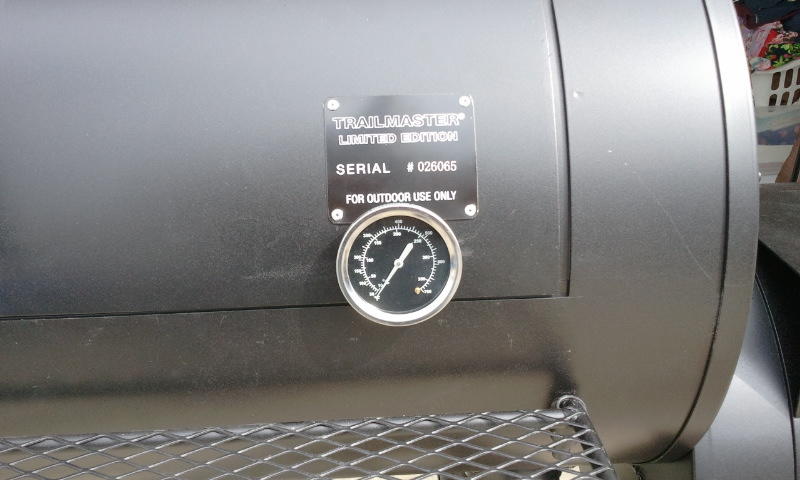 TRAILMASTER®
LIMITED EDITION
SERIAL # 026065
FOR OUTDOOR USE ONLY